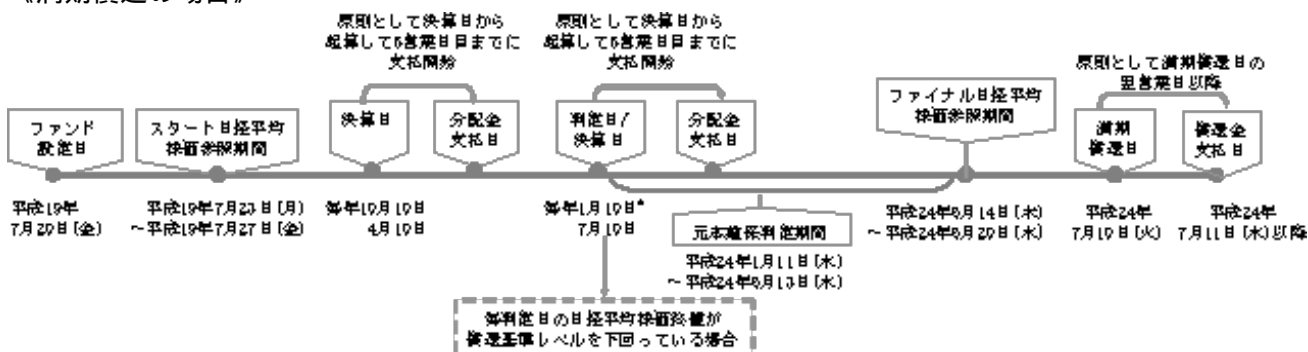 《満期償還の場合》
原則として決算日から
起算して5営業日目までに
支払開始
原則として決算日から
起算して5営業日目までに
支払開始
原則として満期償還日の
翌営業日以降
ファンド
設定日
スタート日経平均
株価参照期間
決算日
分配金
支払日
判定日/
決算日
分配金
支払日
ファイナル日経平均
株価参照期間
満期
償還日
償還金
支払日
平成19年
7月20日(金)
平成19年7月23日(月)
～平成19年7月27日(金)
毎年10月10日
4月10日
毎年1月10日*
7月10日
元本確保判定期間
平成24年1月11日(水)
～平成24年6月13日(水)
平成24年6月14日(木)
～平成24年6月20日(水)
平成24年
7月10日(火)
平成24年
7月11日(水)以降
毎判定日の日経平均株価終値が
償還基準レベルを下回っている場合